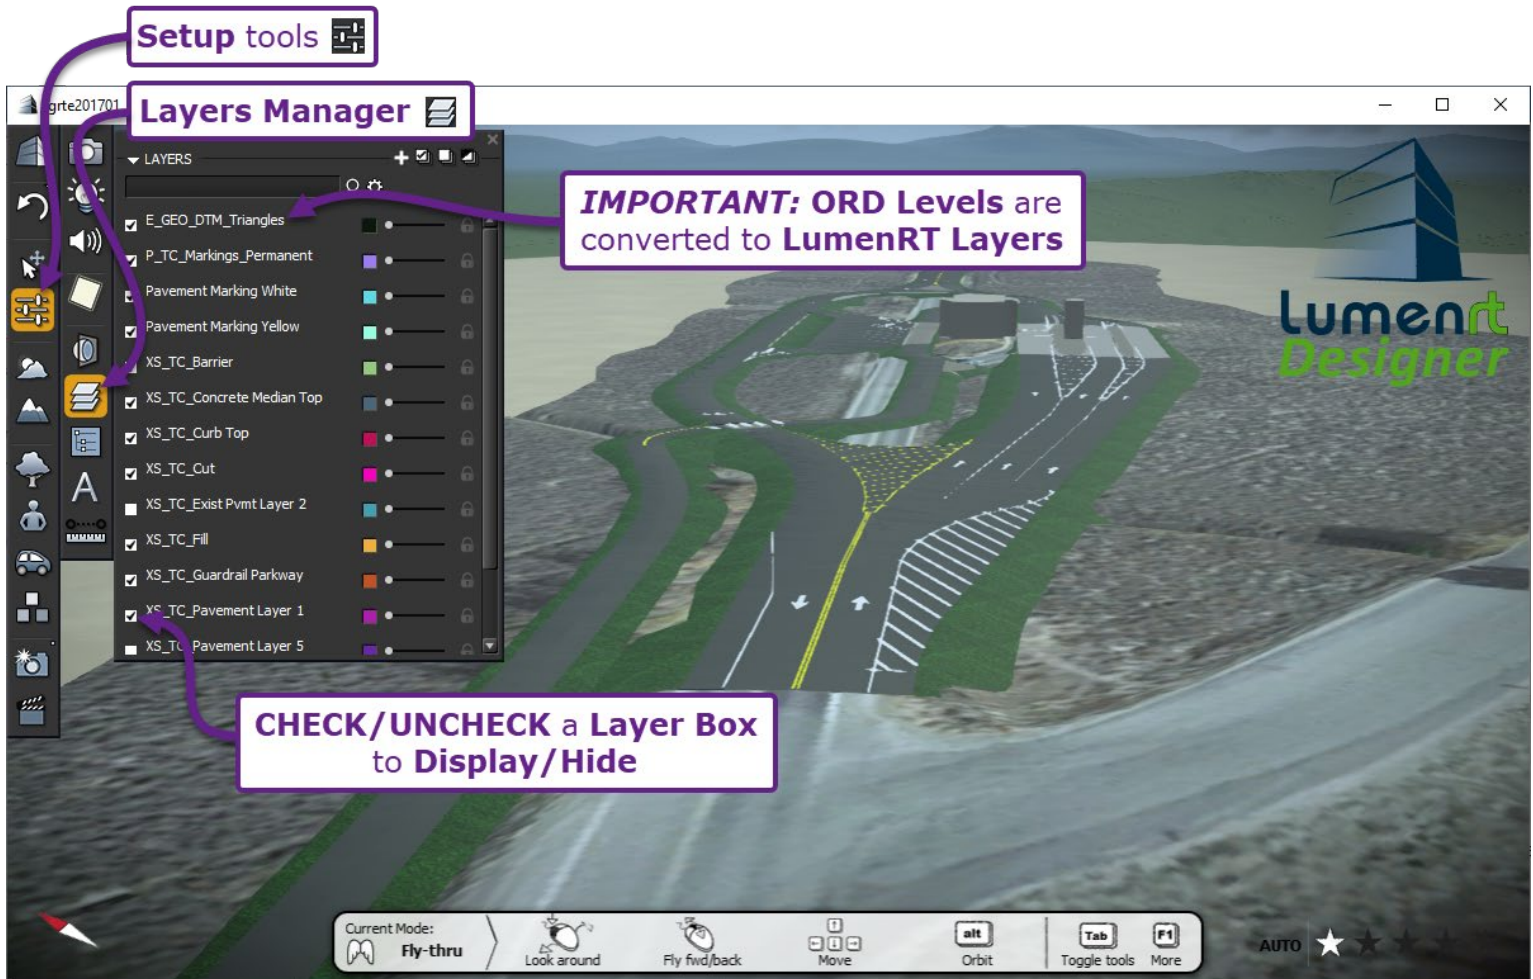 Setup tools
grte201701
Layers Manager
LAYERS
E_GEO_DTM_Triangles
P_TC_Markings_Permanent
Pavement Marking White
Pavement Marking Yellow
XS_TC_Barrier
XS_TC_Concrete Median Top
XS_TC_Curb Top
XS_TC_Cut
XS_TC_Exist Pvmt Layer 2
XS_TC_Fill
XS_TC_Guardrail Parkway
XS_TC_Pavement Layer 1
XS_TC_Pavement Layer 5
A
IMPORTANT: ORD Levels are
converted to LumenRT Layers
Lumenrt
Designer
CHECK/UNCHECK a Layer Box
to Display/Hide
Current Mode:
Fly-thru
Look around
Fly fwd/back
Move
alt
Orbit
Tab
Toggle tools
F1
More
AUTO